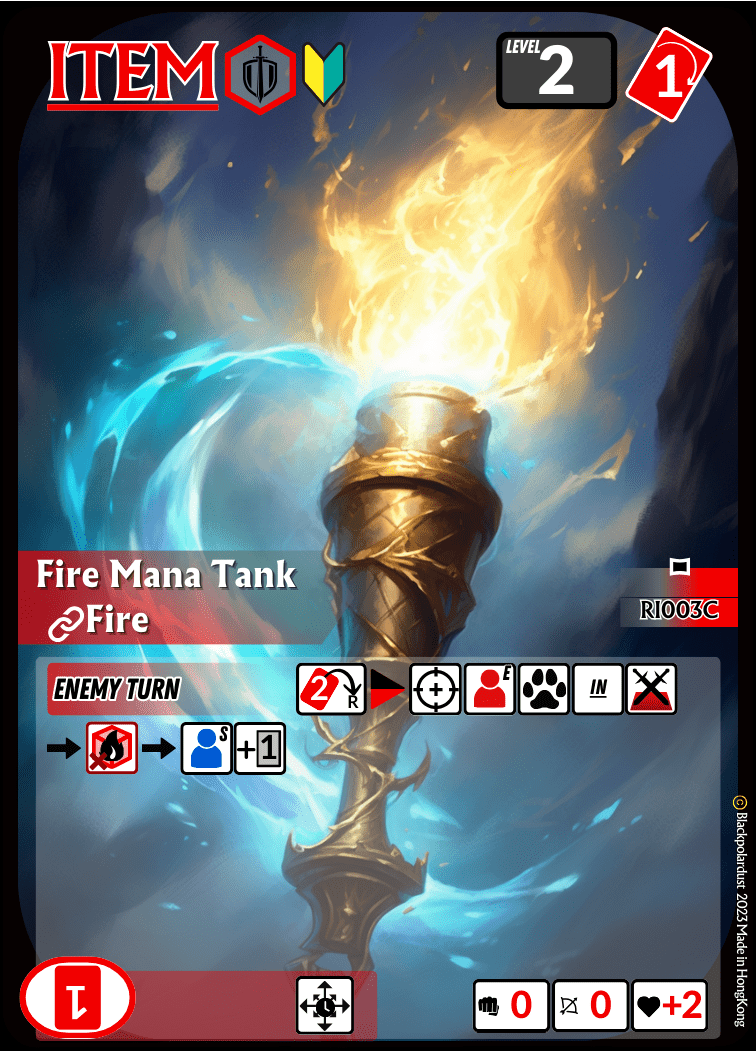 ITEM
LEVEL 2
1
Fire Mana Tank
Fire
RI003C
ENEMY TURN
2 R
E
IN
S
+1
1
0
0
+2
© Blackpolardust 2023 Made in HongKong